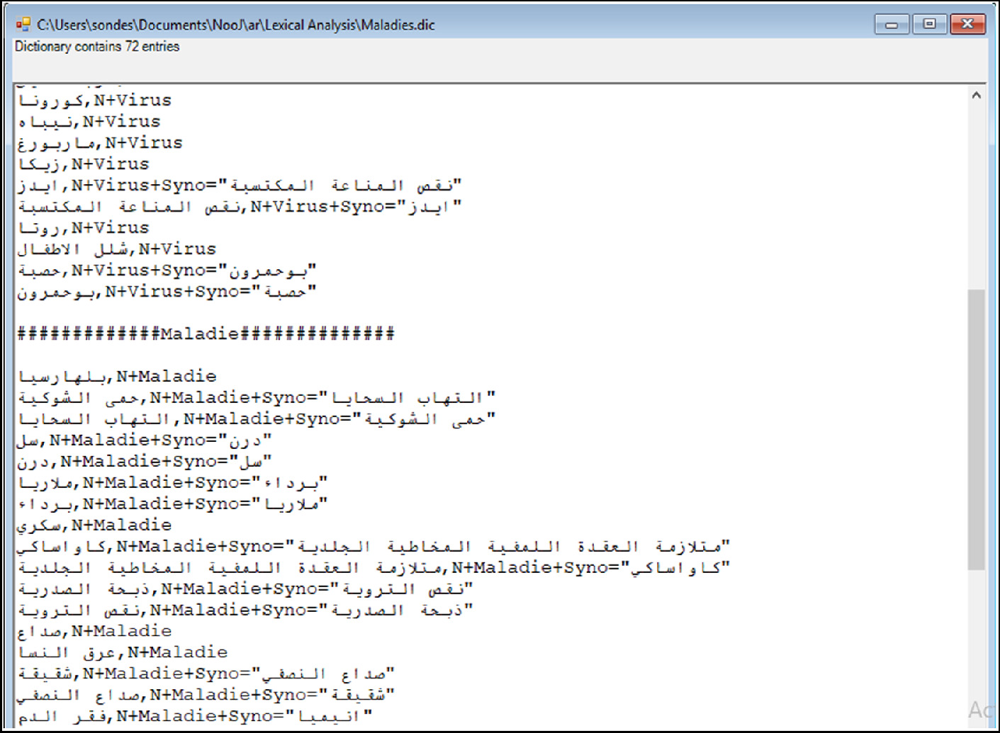 C:\Users\sondes\Documents\NooJ\ar\Lexical Analysis\Maladies.dic
Dictionary contains 72 entries
كورونا,N+Virus
نيباه,N+Virus
ماربورغ,N+Virus
زيكا,N+Virus
ايدز,N+Virus+Syno="نقص المناعة المكتسبة"
نقص المناعة المكتسبة,N+Virus+Syno="ايدز"
روتا,N+Virus
شلل الاطفال,N+Virus
حصبة,N+Virus+Syno="بوحمرون"
بوحمرون,N+Virus+Syno="حصبة"
#############Maladie##############
بلهارسيا,N+Maladie
حمى الشوكية,N+Maladie+Syno="التهاب السحايا"
التهاب السحايا,N+Maladie+Syno="حمى الشوكية"
سل,N+Maladie+Syno="درن"
درن,N+Maladie+Syno="سل"
ملاريا,N+Maladie+Syno="برداء"
برداء,N+Maladie+Syno="ملاريا"
سكري,N+Maladie
كاواساكي,N+Maladie+Syno="متلازمة العقدة اللمفية المخاطية الجلدية"
متلازمة العقدة اللمفية المخاطية الجلدية,N+Maladie+Syno="كاواساكي"
ذبحة الصدرية,N+Maladie+Syno="نقص التروية"
نقص التروية,N+Maladie+Syno="ذبحة الصدرية"
صداع,N+Maladie
عرق النسا,N+Maladie
شقيقة,N+Maladie+Syno="صداع النصفي"
صداع النصفي,N+Maladie+Syno="شقيقة"
فقر الدم,N+Maladie+Syno="انيميا"